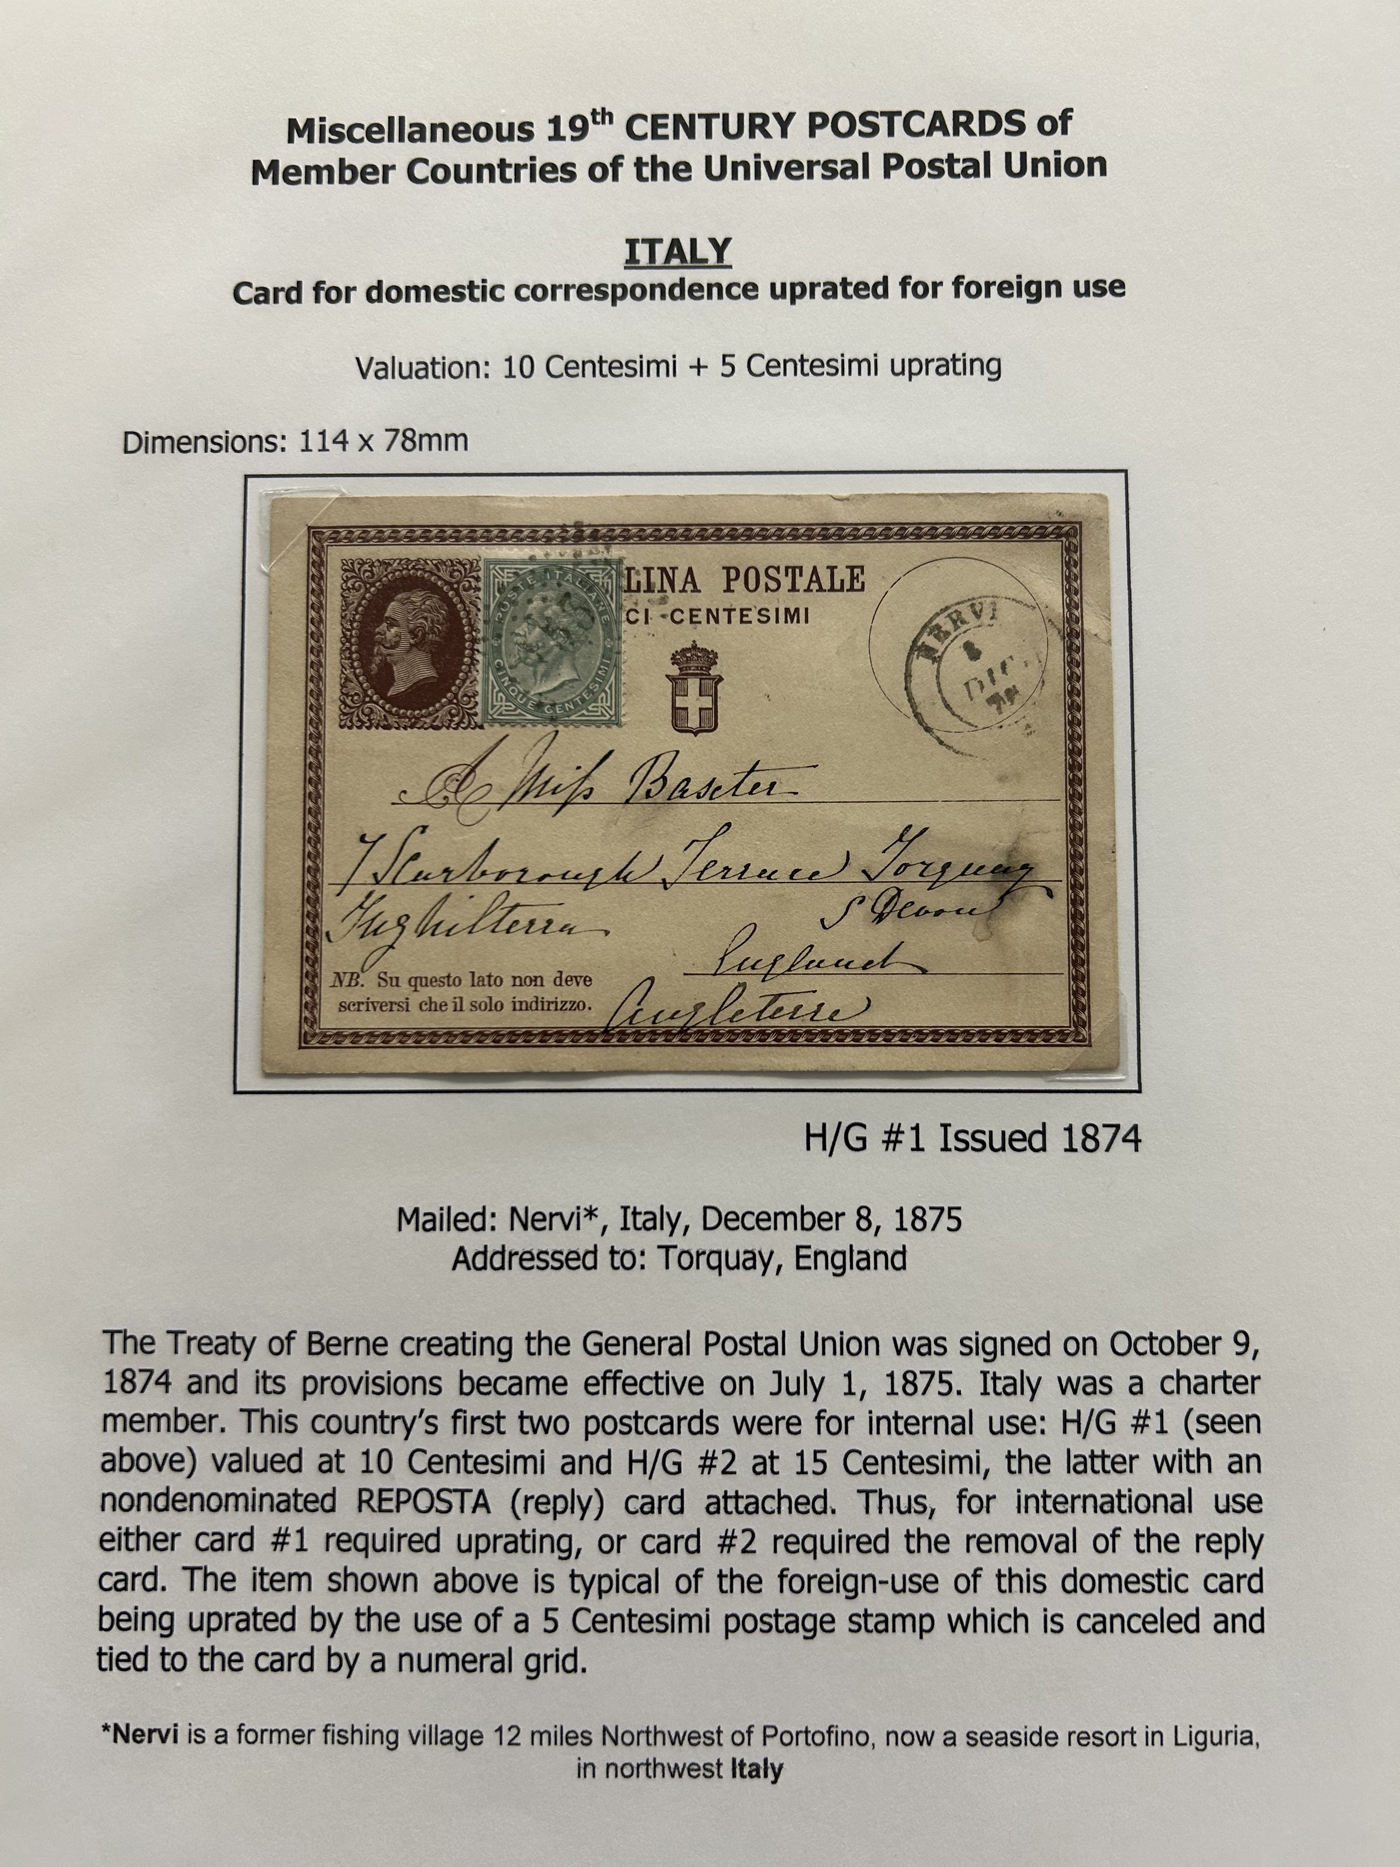 Miscellaneous 19th CENTURY POSTCARDS of
Member Countries of the Universal Postal Union
ITALY
Card for domestic correspondence uprated for foreign use
Valuation: 10 Centesimi + 5 Centesimi uprating
Dimensions: 114 x 78mm
POSTE ITALIANE
CINQUE CENTESIMI
LINA POSTALE
CI CENTESIMI
NERVI
8
DIC
A Miss Baxter
7 Scarborough Terrace Torquay
Inghilterra S Devon
England
NB. Su questo lato non deve
scriversi che il solo indirizzo.
Angleterre
H/G #1 Issued 1874
Mailed: Nervi*, Italy, December 8, 1875
Addressed to: Torquay, England
The Treaty of Berne creating the General Postal Union was signed on October 9,
1874 and its provisions became effective on July 1, 1875. Italy was a charter
member. This country's first two postcards were for internal use: H/G #1 (seen
above) valued at 10 Centesimi and H/G #2 at 15 Centesimi, the latter with an
nondenominated REPOSTA (reply) card attached. Thus, for international use
either card #1 required uprating, or card #2 required the removal of the reply
card. The item shown above is typical of the foreign-use of this domestic card
being uprated by the use of a 5 Centesimi postage stamp which is canceled and
tied to the card by a numeral grid.
*Nervi is a former fishing village 12 miles Northwest of Portofino, now a seaside resort in Liguria,
in northwest Italy